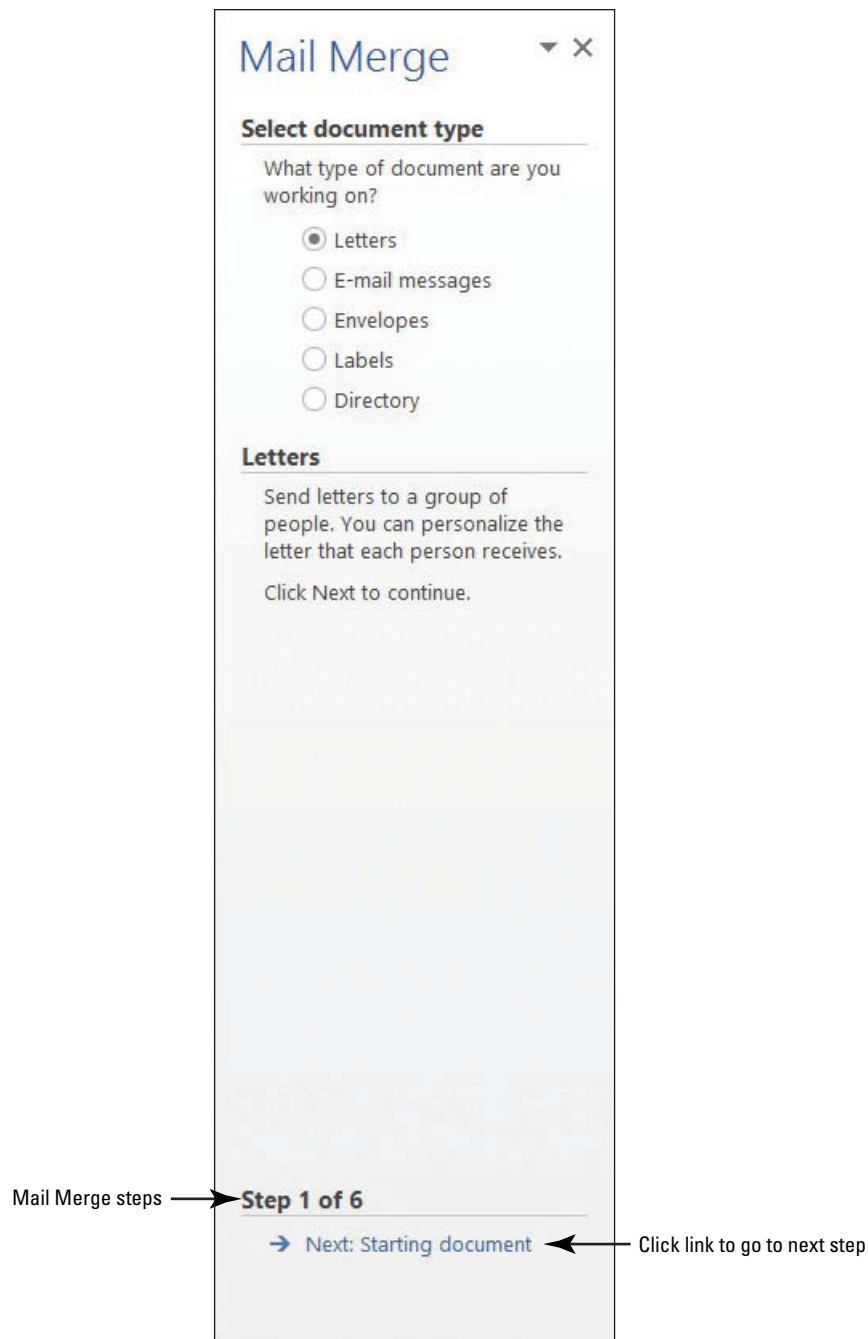 Mail Merge
Select document type
What type of document are you
working on?
Letters
E-mail messages
Envelopes
Labels
Directory
Letters
Send letters to a group of
people. You can personalize the
letter that each person receives.
Click Next to continue.
Mail Merge steps
Step 1 of 6
Next: Starting document
Click link to go to next step